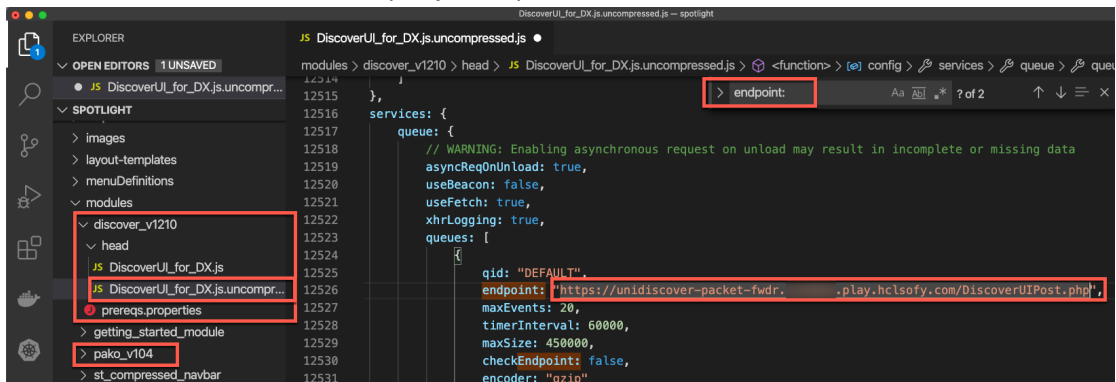 DiscoverUI_for_DX.js.uncompressed.js — spotlight
EXPLORER
OPEN EDITORS 1 UNSAVED
JS DiscoverUI_for_DX.js.uncompr...
SPOTLIGHT
images
layout-templates
menuDefinitions
modules
discover_v1210
head
JS DiscoverUI_for_DX.js
JS DiscoverUI_for_DX.js.uncompr...
prereqs.properties
getting_started_module
pako_v104
st_compressed_navbar
1
JS DiscoverUI_for_DX.js.uncompressed.js
modules > discover_v1210 > head > JS DiscoverUI_for_DX.js.uncompressed.js > <function> > config > services > queue > queu
endpoint: Aa Abl .* ? of 2
12514 ]
12515 },
12516 services: {
12517 queue: {
12518 // WARNING: Enabling asynchronous request on unload may result in incomplete or missing data
12519 asyncReqOnUnload: true,
12520 useBeacon: false,
12521 useFetch: true,
12522 xhrLogging: true,
12523 queues: [
12524 {
12525 qid: "DEFAULT",
12526 endpoint: "https://unidiscover-packet-fwdr. .play.hclsofy.com/DiscoverUIPost.php",
12527 maxEvents: 20,
12528 timerInterval: 60000,
12529 maxSize: 450000,
12530 checkEndpoint: false,
12531 encoder: "gzip"